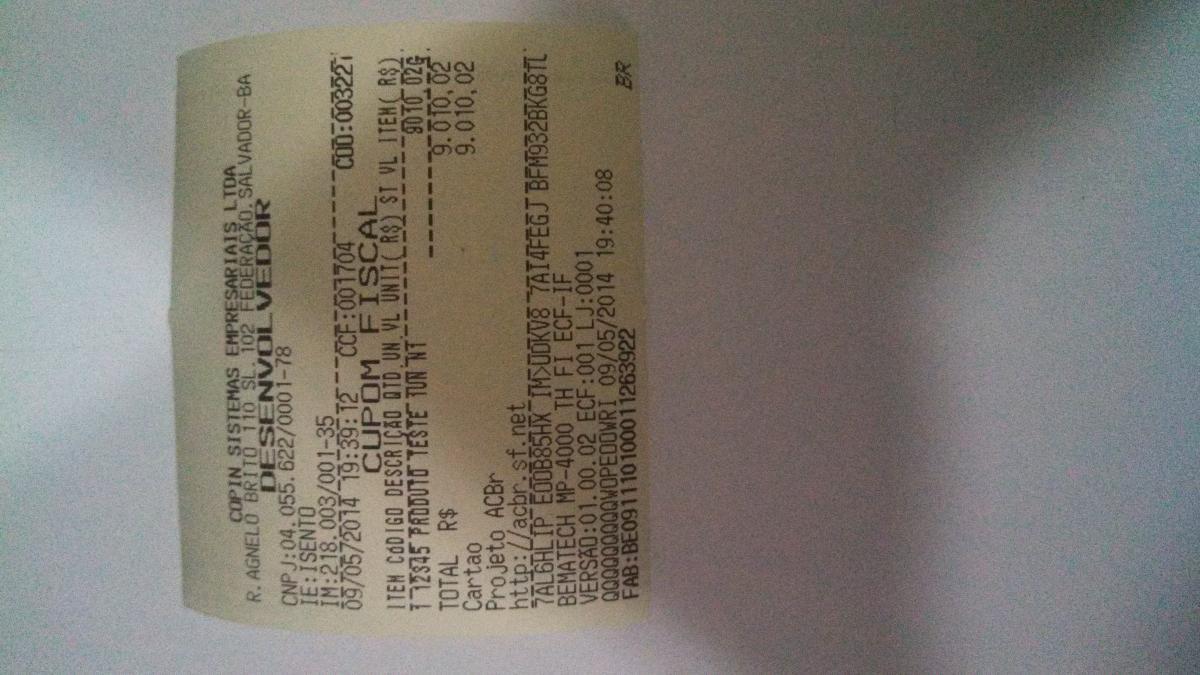 COPIN SISTEMAS EMPRESARIAIS LTDA
R. AGNELO BRITO 110 SL. 102 FEDERAÇÃO, SALVADOR-BA
DESENVOLVEDOR
CNPJ:04.055.622/0001-78
IE:ISENTO
IM:218.003/001-35
09/05/2014 19:39:12 CCF:001704 COO:003221
CUPOM FISCAL
ITEM CÓDIGO DESCRIÇÃO QTD UN VL UNIT( R$) ST VL ITEM( R$)
1 12345 PRODUTO TESTE 1UN NT 9010 02G
TOTAL R$ 9.010,02
Cartao 9.010,02
Projeto ACBr
http://acbr.sf.net
BEMATECH MP-4000 TH FI ECF-IF
VERSÃO:01.00.02 ECF:001 LJ:0001
QQQQQQQQQWOPEDDWRI 09/05/2014 19:40:08
FAB:BE091110100011263922 BR